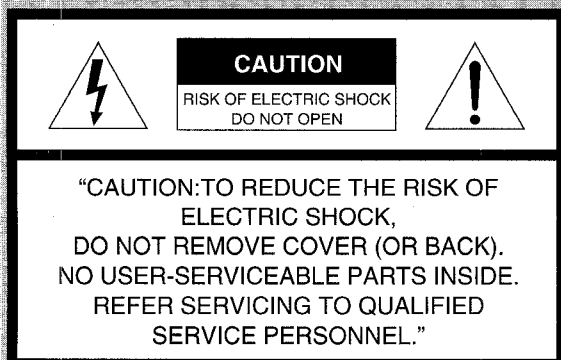 CAUTION
RISK OF ELECTRIC SHOCK
DO NOT OPEN
“CAUTION:TO REDUCE THE RISK OF
ELECTRIC SHOCK,
DO NOT REMOVE COVER (OR BACK).
NO USER-SERVICEABLE PARTS INSIDE.
REFER SERVICING TO QUALIFIED
SERVICE PERSONNEL.”